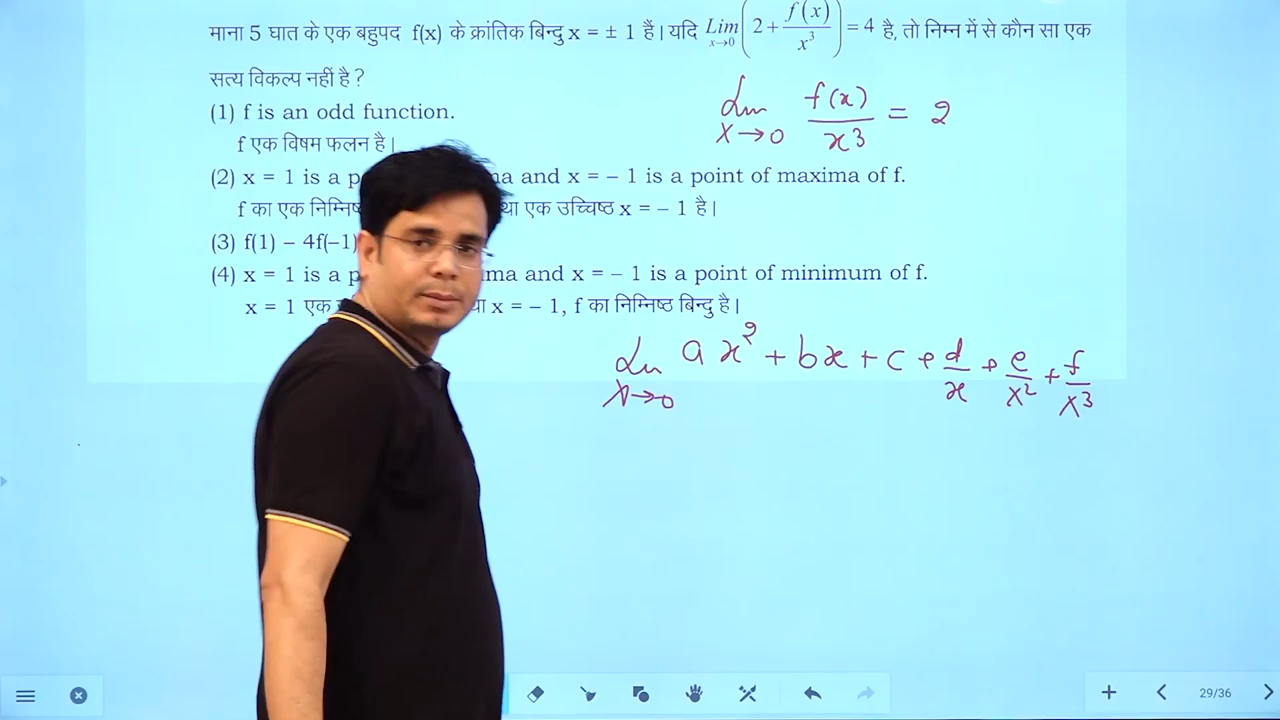 माना 5 घात के एक बहुपद f(x) के क्रांतिक बिन्दु x = ± 1 हैं। यदि Lim x→0 (2 + f(x)/x³) = 4 है, तो निम्न में से कौन सा एक
सत्य विकल्प नहीं है ?
(1) f is an odd function.
f एक विषम फलन है।
(2) x = 1 is a p ma and x = – 1 is a point of maxima of f.
f का एक निम्निष्ठ था एक उच्चिष्ठ x = – 1 है।
(3) f(1) – 4f(–1)
(4) x = 1 is a p ma and x = – 1 is a point of minimum of f.
x = 1 एक x = – 1, f का निम्निष्ठ बिन्दु है।
Lim x→0 f(x)/x3 = 2
Lim x→0 ax² + bx + c + d/x + e/x2 + f/x3
29/36